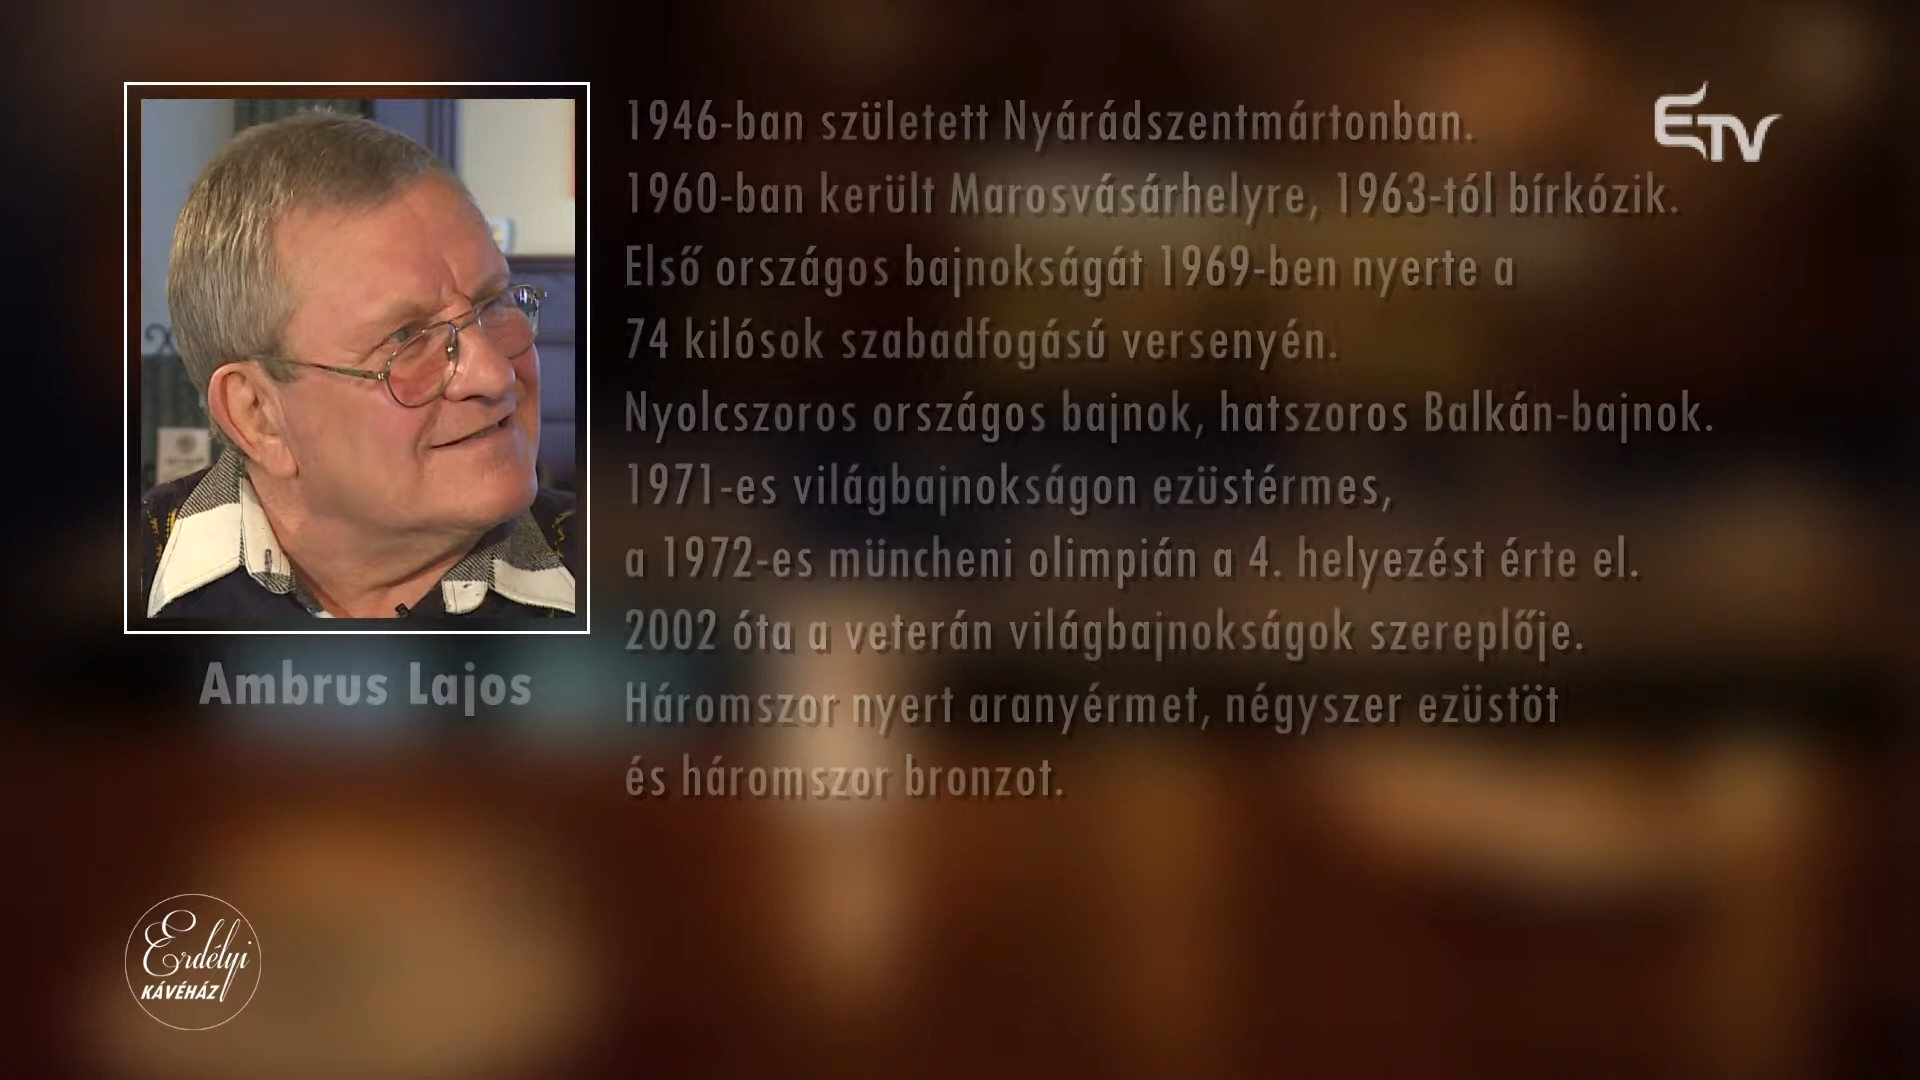 ETV
1946-ban született Nyárádszentmártonban.
1960-ban került Marosvásárhelyre, 1963-tól bírkózik.
Első országos bajnokságát 1969-ben nyerte a
74 kilósok szabadfogású versenyén.
Nyolcszoros országos bajnok, hatszoros Balkán-bajnok.
1971-es világbajnokságon ezüstérmes,
a 1972-es müncheni olimpián a 4. helyezést érte el.
2002 óta a veterán világbajnokságok szereplője.
Háromszor nyert aranyérmet, négyszer ezüstöt
és háromszor bronzot.
Ambrus Lajos
Erdélyi
KÁVÉHÁZ